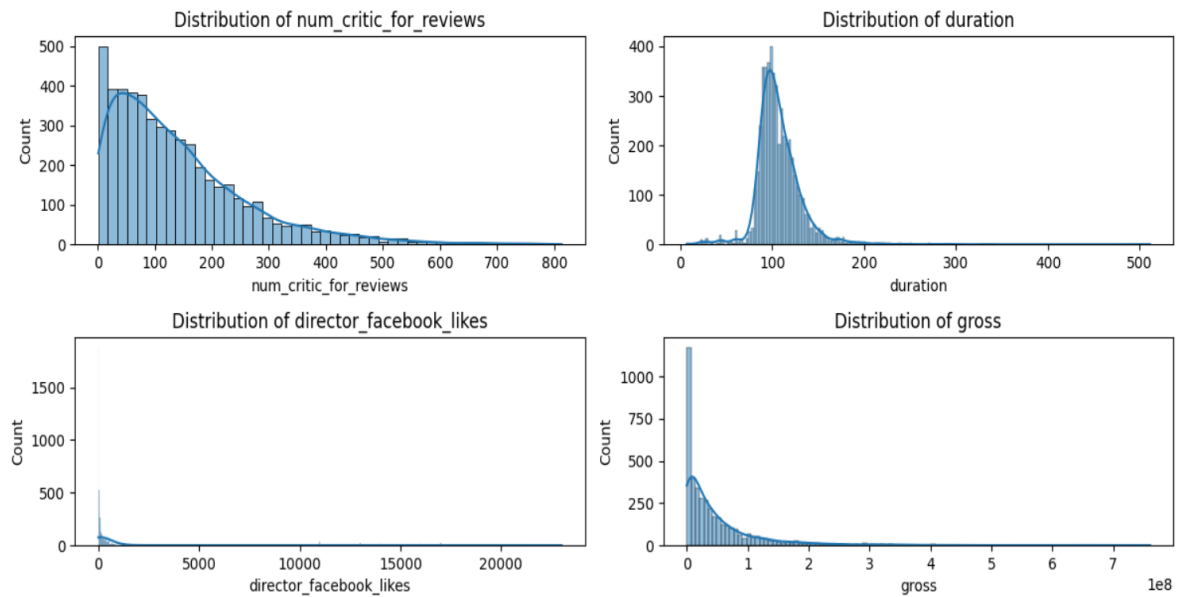 Distribution of num_critic_for_reviews
500
400
300
200
100
0
Count
0 100 200 300 400 500 600 700 800
num_critic_for_reviews
Distribution of duration
400
300
200
100
0
Count
0 100 200 300 400 500
duration
Distribution of director_facebook_likes
1500
1000
500
0
Count
0 5000 10000 15000 20000
director_facebook_likes
Distribution of gross
1000
750
500
250
0
Count
0 1 2 3 4 5 6 7
1e8
gross